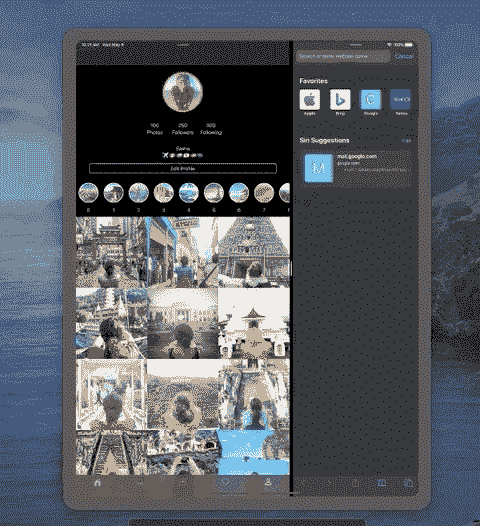 10:15 AM Wed May 6
100%
100
250
300
Photos
Followers
Following
Sasha
Edit Profile
0
1
2
3
4
5
6
7
Search or enter website name
Cancel
Favorites
Apple
Bing
Google
Yahoo
Siri Suggestions
Edit
M
mail.google.com
google.com